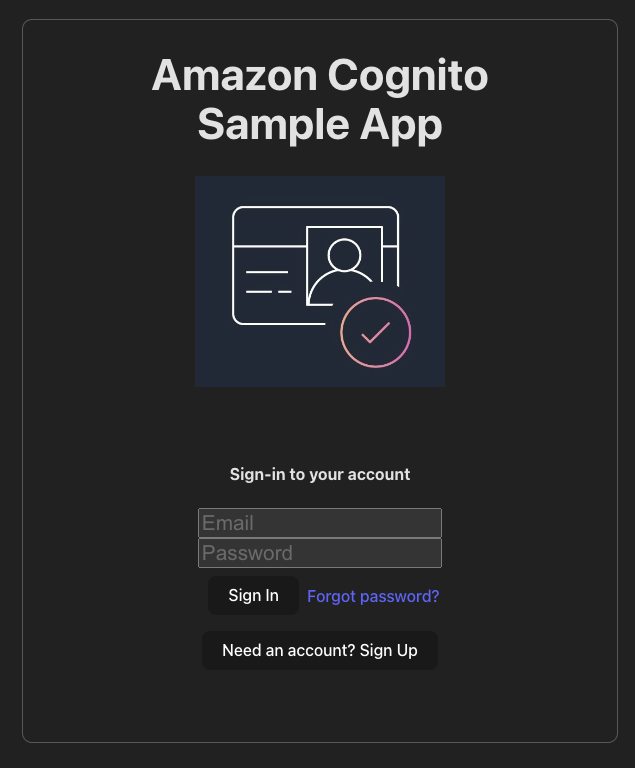 Amazon Cognito
Sample App
Sign-in to your account
Email
Password
Sign In Forgot password?
Need an account? Sign Up